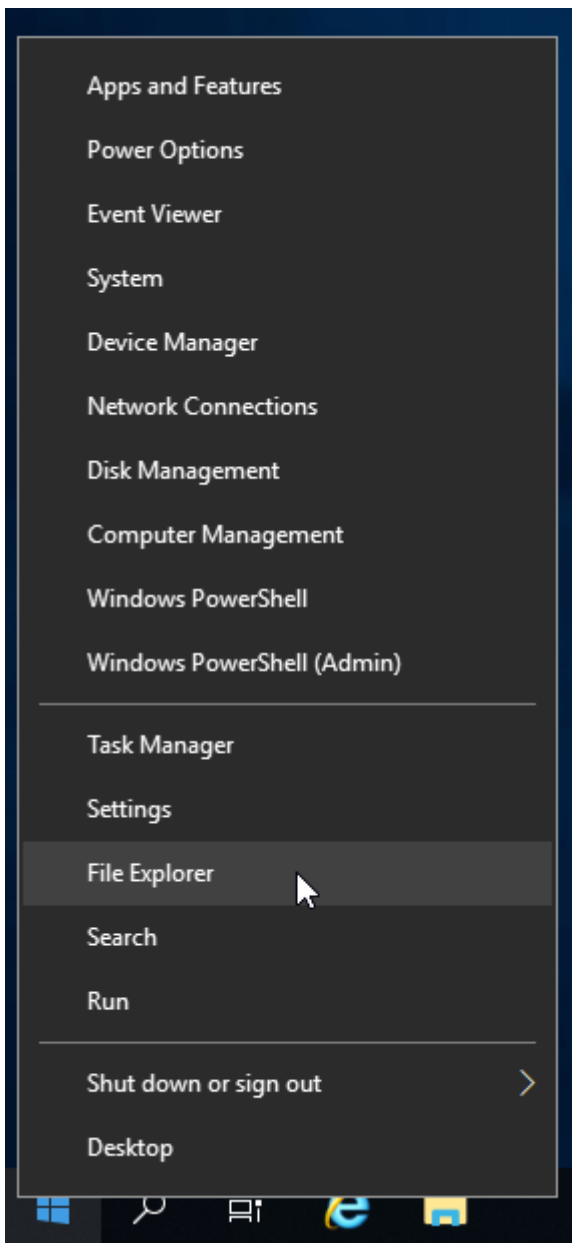 Apps and Features
Power Options
Event Viewer
System
Device Manager
Network Connections
Disk Management
Computer Management
Windows PowerShell
Windows PowerShell (Admin)
Task Manager
Settings
File Explorer
Search
Run
Shut down or sign out
Desktop